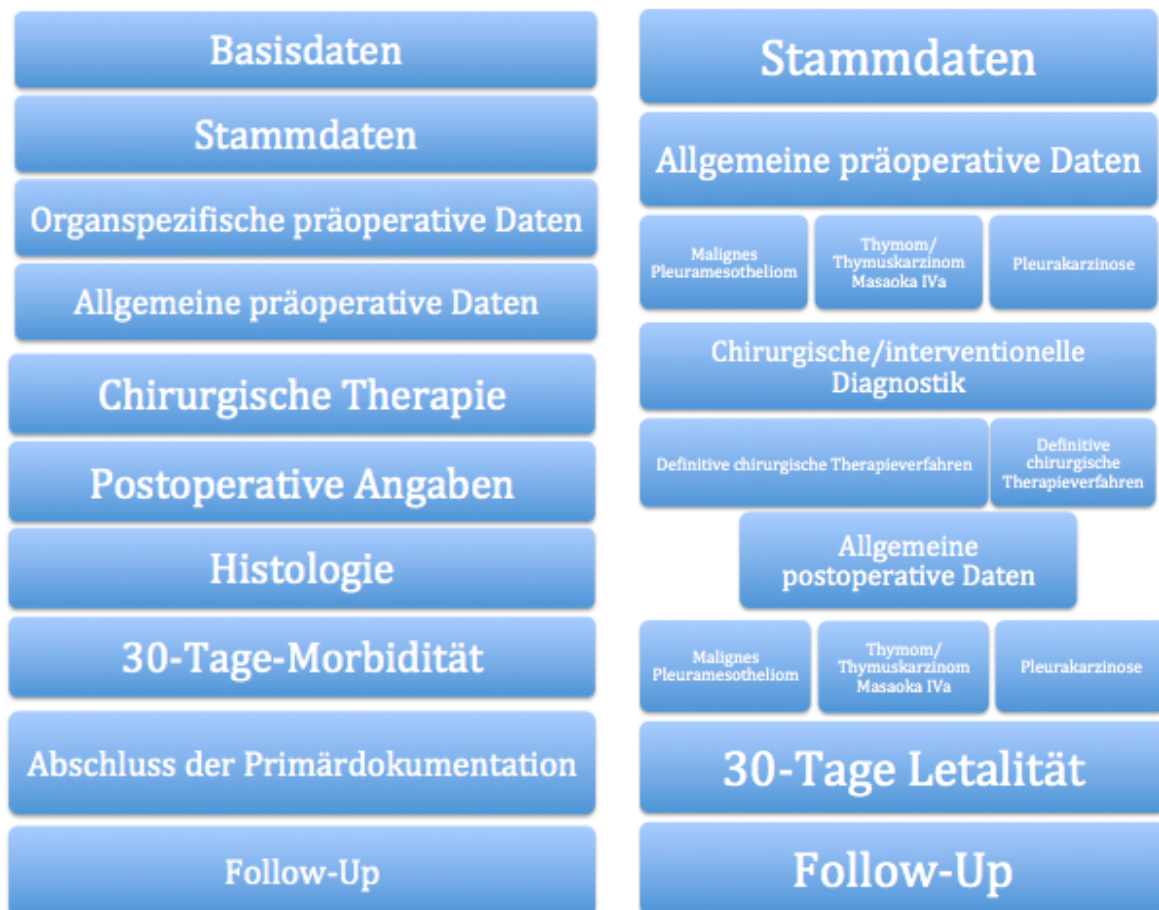 Basisdaten
Stammdaten
Organspezifische präoperative Daten
Allgemeine präoperative Daten
Chirurgische Therapie
Postoperative Angaben
Histologie
30-Tage-Morbidität
Abschluss der Primärdokumentation
Follow-Up
Stammdaten
Allgemeine präoperative Daten
Malignes
Pleuramesotheliom
Thymom/
Thymuskarzinom
Masaoka IVa
Pleurakarzinose
Chirurgische/interventionelle
Diagnostik
Definitive chirurgische Therapieverfahren
Definitive
chirurgische
Therapieverfahren
Allgemeine
postoperative Daten
Malignes
Pleuramesotheliom
Thymom/
Thymuskarzinom
Masaoka IVa
Pleurakarzinose
30-Tage Letalität
Follow-Up